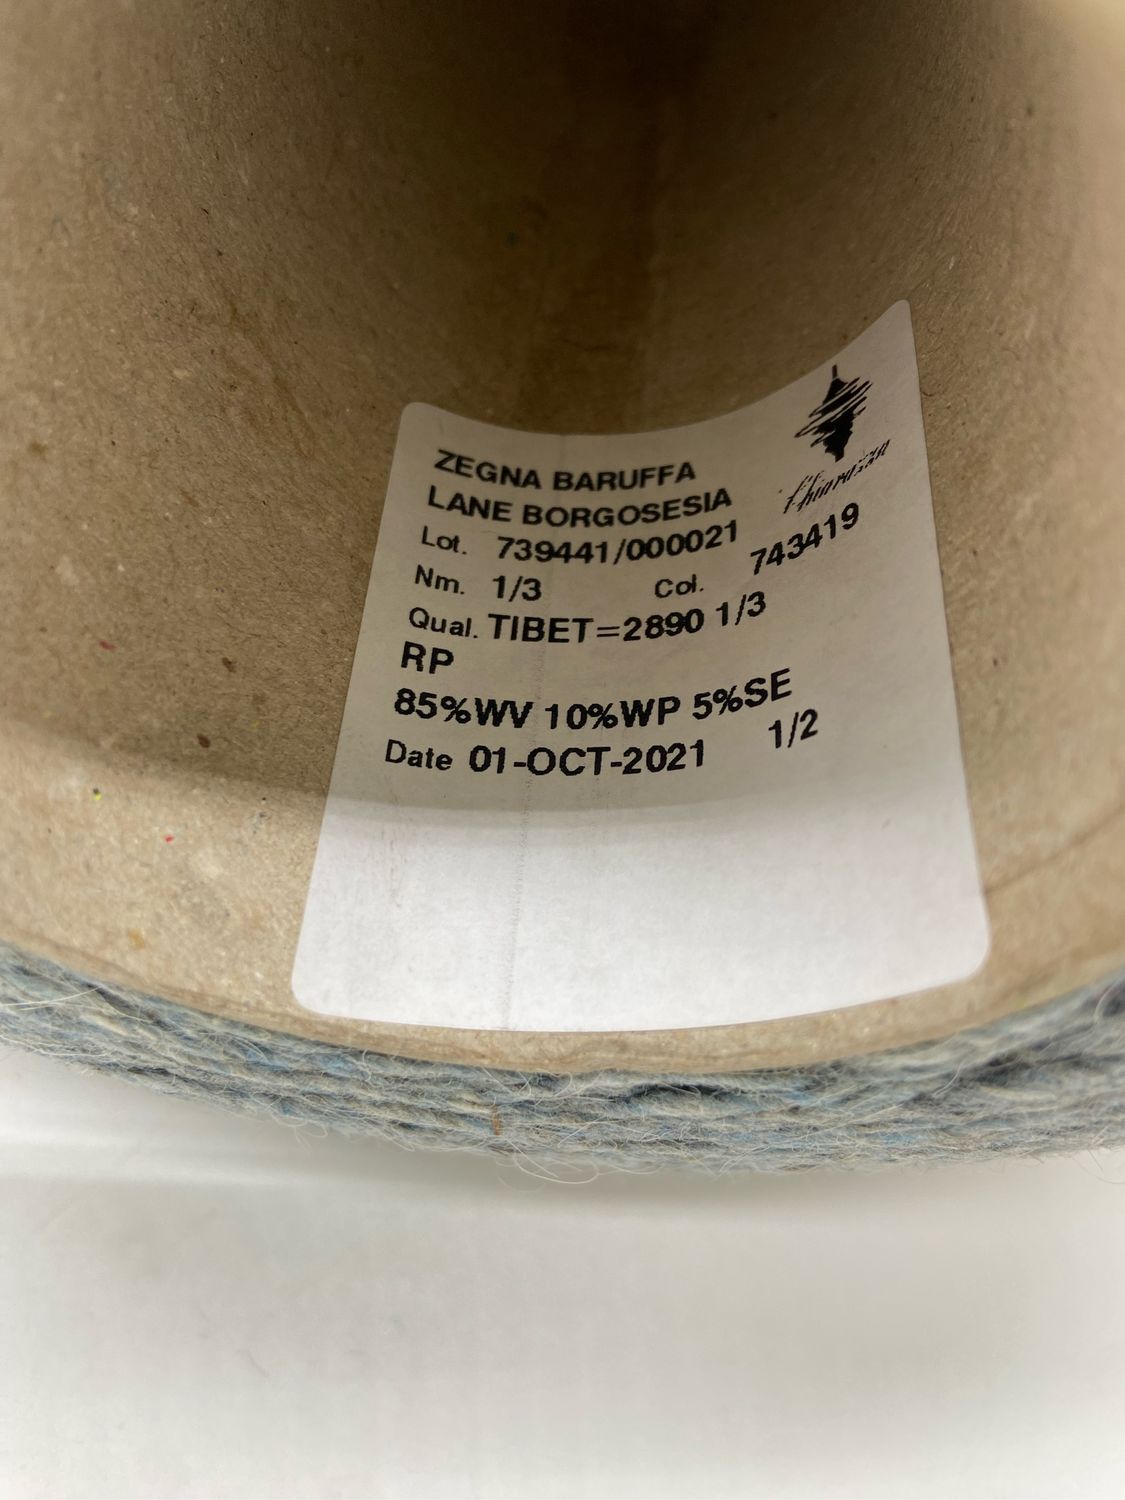 ZEGNA BARUFFA
LANE BORGOSESIA
Chiavazza
Lot. 739441/000021
Nm. 1/3 Col. 743419
Qual. TIBET=2890 1/3
RP
85%WV 10%WP 5%SE
Date 01-OCT-2021 1/2